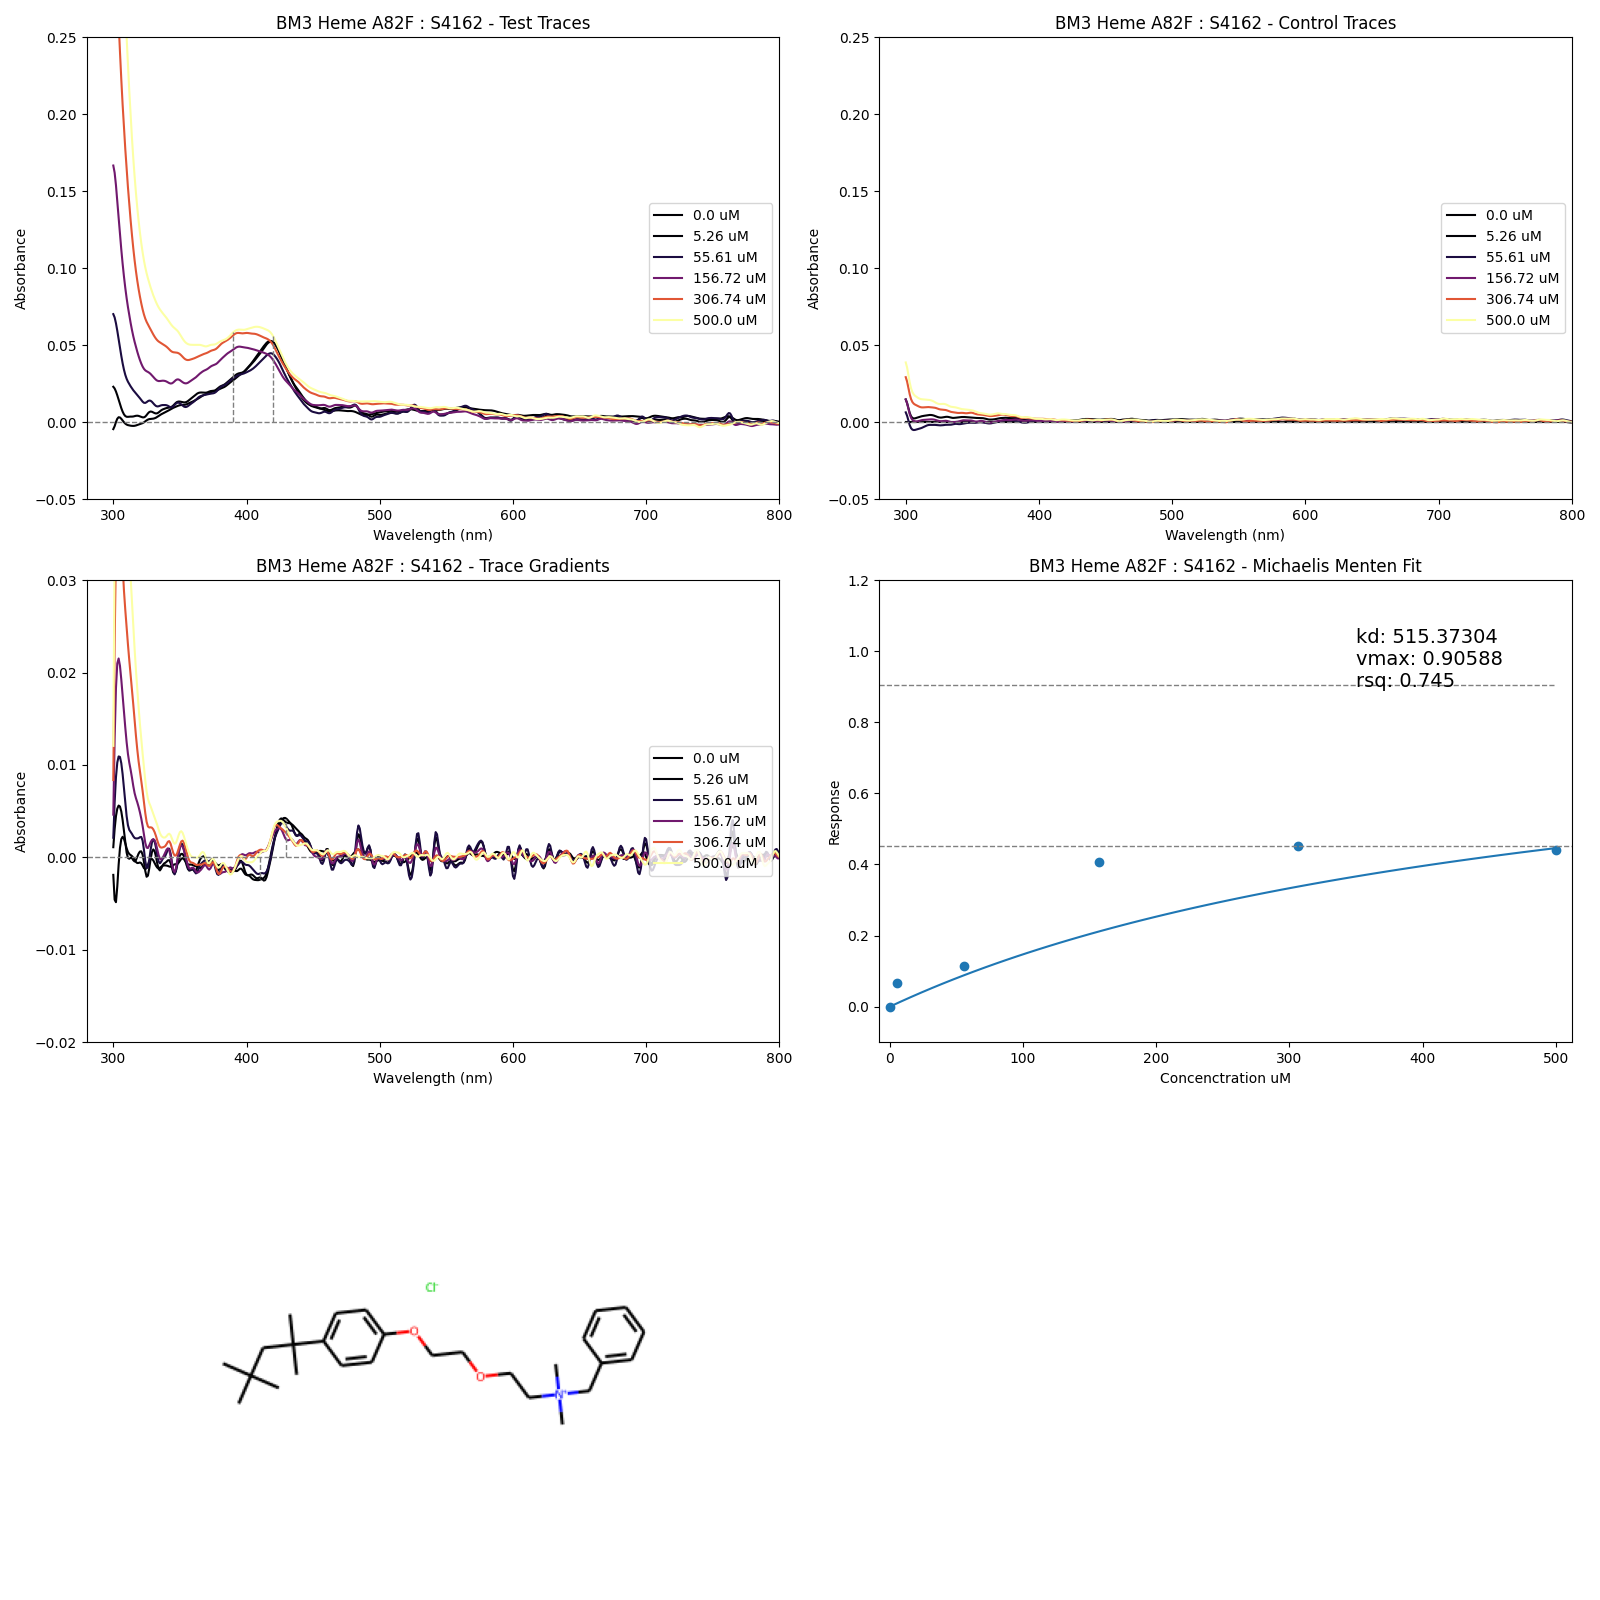 BM3 Heme A82F : S4162 - Test Traces
0.25
0.20
0.15
0.10
0.05
0.00
−0.05
Absorbance
300 400 500 600 700 800
Wavelength (nm)
0.0 uM
5.26 uM
55.61 uM
156.72 uM
306.74 uM
500.0 uM
BM3 Heme A82F : S4162 - Control Traces
0.25
0.20
0.15
0.10
0.05
0.00
−0.05
Absorbance
300 400 500 600 700 800
Wavelength (nm)
0.0 uM
5.26 uM
55.61 uM
156.72 uM
306.74 uM
500.0 uM
BM3 Heme A82F : S4162 - Trace Gradients
0.03
0.02
0.01
0.00
−0.01
−0.02
Absorbance
300 400 500 600 700 800
Wavelength (nm)
0.0 uM
5.26 uM
55.61 uM
156.72 uM
306.74 uM
500.0 uM
BM3 Heme A82F : S4162 - Michaelis Menten Fit
1.2
1.0
0.8
0.6
0.4
0.2
0.0
Response
0 100 200 300 400 500
Concenctration uM
kd: 515.37304
vmax: 0.90588
rsq: 0.745
Cl⁻
O
O
N⁺